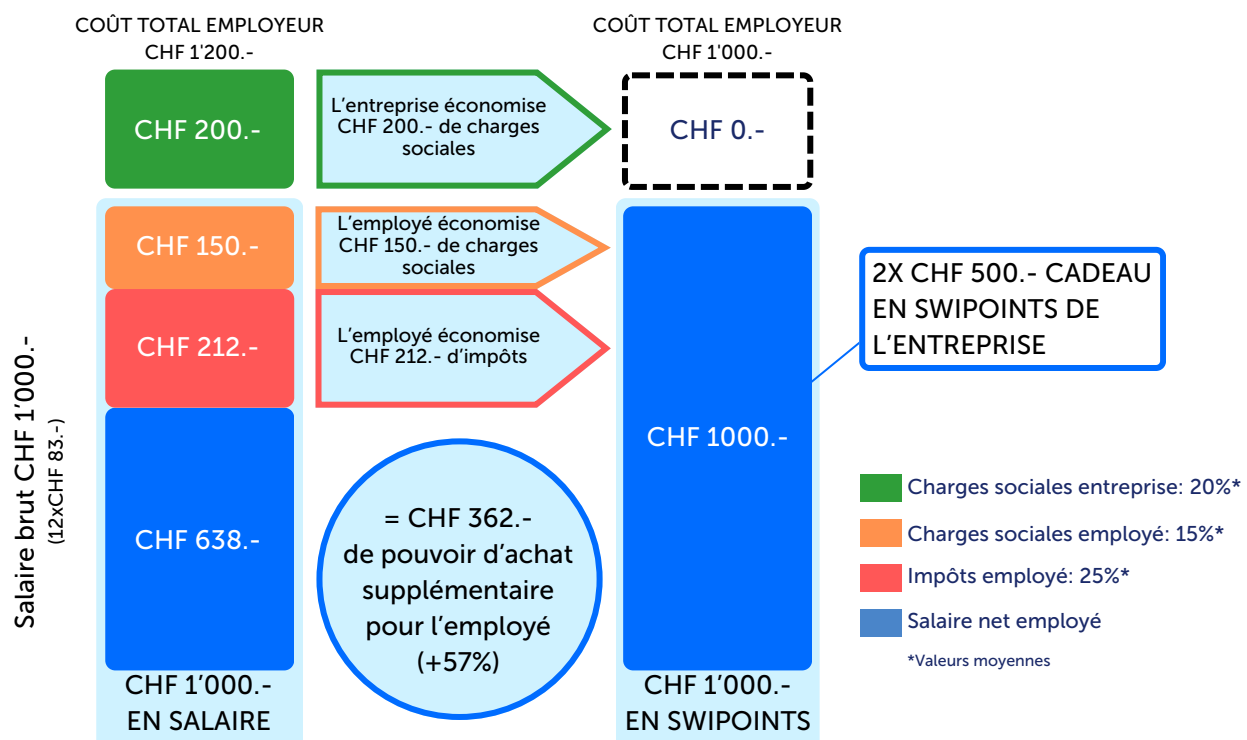 COÛT TOTAL EMPLOYEUR
CHF 1'200.-
COÛT TOTAL EMPLOYEUR
CHF 1'000.-
CHF 200.-
L'entreprise économise
CHF 200.- de charges
sociales
CHF 0.-
CHF 150.-
L'employé économise
CHF 150.- de charges
sociales
CHF 212.-
L'employé économise
CHF 212.- d'impôts
2X CHF 500.- CADEAU
EN SWIPOINTS DE
L'ENTREPRISE
Salaire brut CHF 1'000.-
(12xCHF 83.-)
CHF 638.-
= CHF 362.-
de pouvoir d'achat
supplémentaire
pour l'employé
(+57%)
CHF 1000.-
Charges sociales entreprise: 20%*
Charges sociales employé: 15%*
Impôts employé: 25%*
Salaire net employé
*Valeurs moyennes
CHF 1'000.-
EN SALAIRE
CHF 1'000.-
EN SWIPOINTS